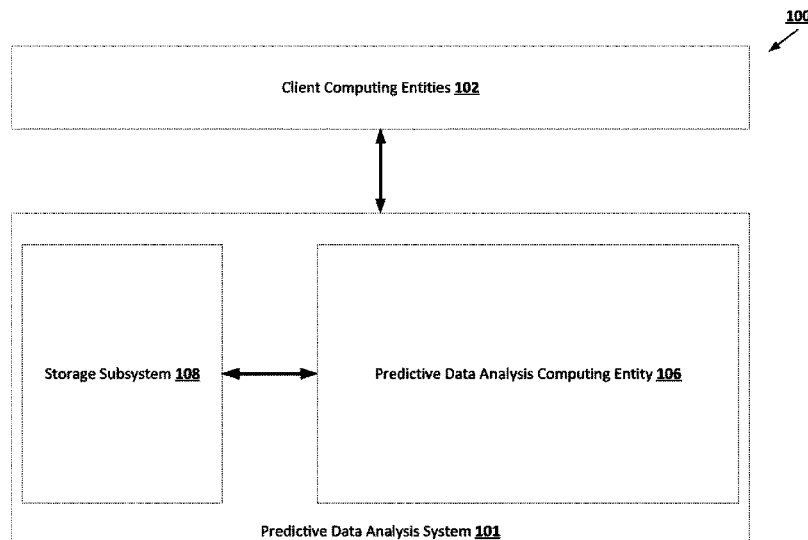 100
Client Computing Entities 102
Storage Subsystem 108
Predictive Data Analysis Computing Entity 106
Predictive Data Analysis System 101